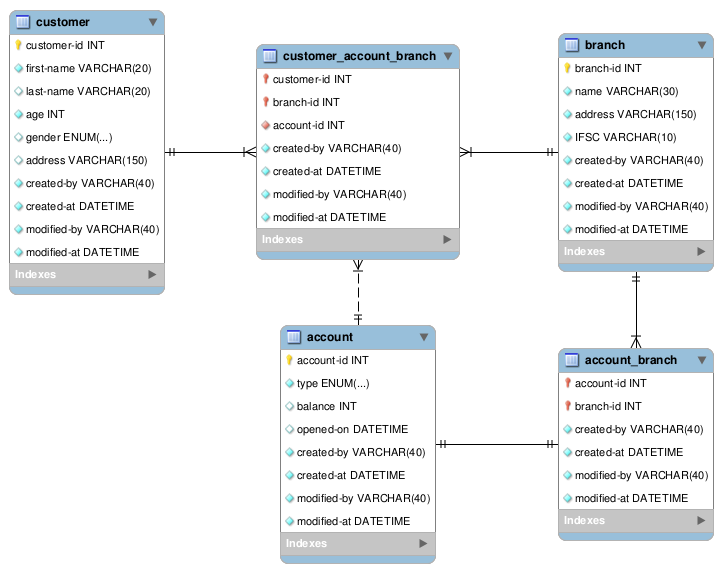 customer
customer-id INT
first-name VARCHAR(20)
last-name VARCHAR(20)
age INT
gender ENUM(...)
address VARCHAR(150)
created-by VARCHAR(40)
created-at DATETIME
modified-by VARCHAR(40)
modified-at DATETIME
Indexes
customer_account_branch
customer-id INT
branch-id INT
account-id INT
created-by VARCHAR(40)
created-at DATETIME
modified-by VARCHAR(40)
modified-at DATETIME
Indexes
branch
branch-id INT
name VARCHAR(30)
address VARCHAR(150)
IFSC VARCHAR(10)
created-by VARCHAR(40)
created-at DATETIME
modified-by VARCHAR(40)
modified-at DATETIME
Indexes
account
account-id INT
type ENUM(...)
balance INT
opened-on DATETIME
created-by VARCHAR(40)
created-at DATETIME
modified-by VARCHAR(40)
modified-at DATETIME
Indexes
account_branch
account-id INT
branch-id INT
created-by VARCHAR(40)
created-at DATETIME
modified-by VARCHAR(40)
modified-at DATETIME
Indexes